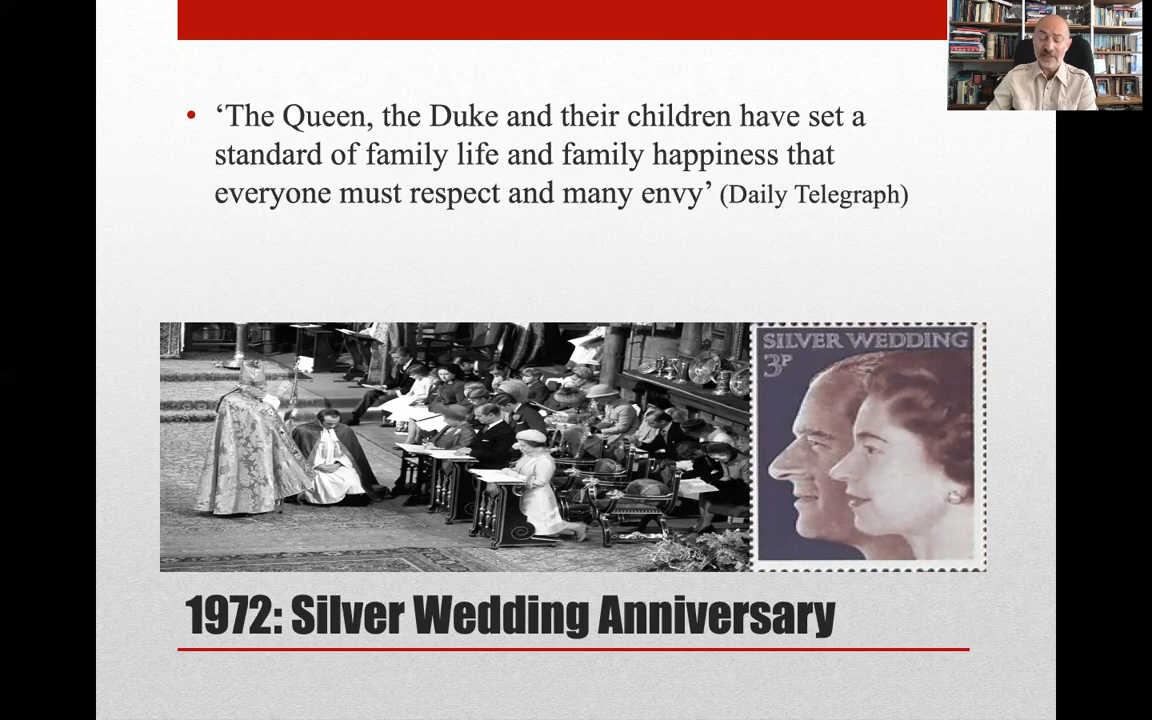 ‘The Queen, the Duke and their children have set a
standard of family life and family happiness that
everyone must respect and many envy’ (Daily Telegraph)
SILVER WEDDING
3P
1972: Silver Wedding Anniversary